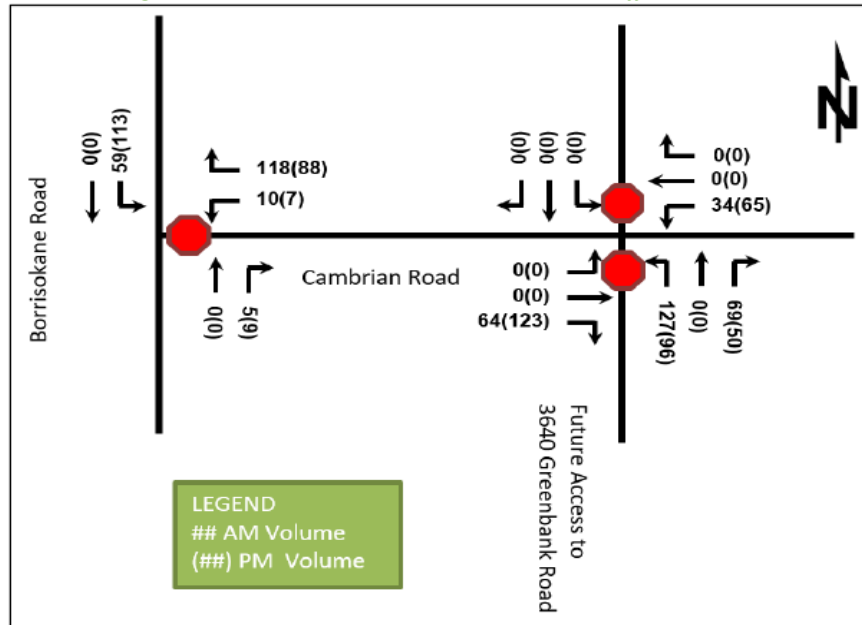 0(0)
59(113)
118(88)
10(7)
Borrisokane Road
0(0)
5(9)
Cambrian Road
0(0)
0(0)
0(0)
0(0)
0(0)
34(65)
N
0(0)
0(0)
64(123)
127(96)
0(0)
69(50)
Future Access to
3640 Greenbank Road
LEGEND
## AM Volume
(##) PM Volume